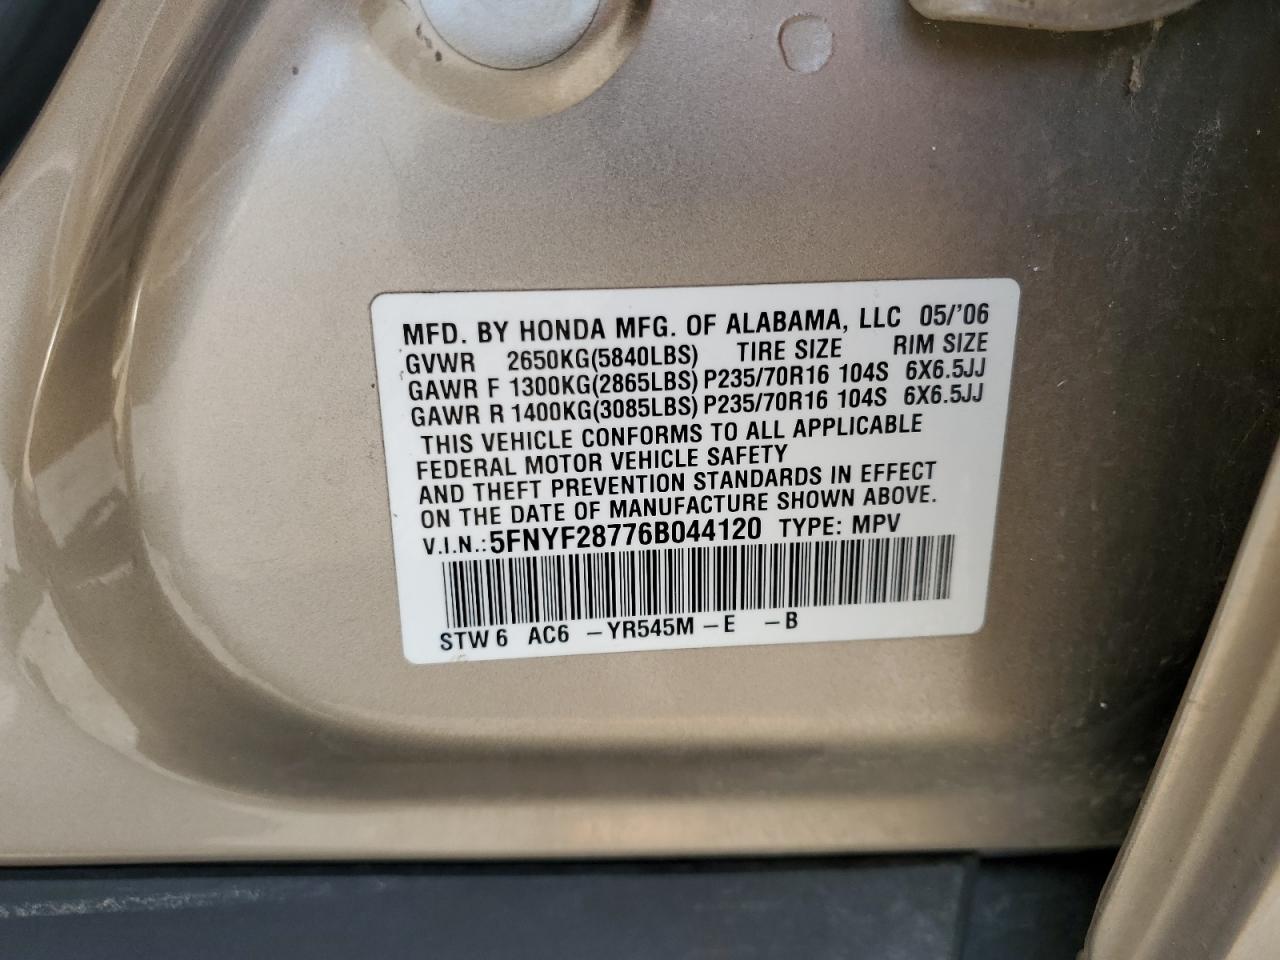 MFD. BY HONDA MFG. OF ALABAMA, LLC 05/'06
GVWR 2650KG(5840LBS) TIRE SIZE RIM SIZE
GAWR F 1300KG(2865LBS) P235/70R16 104S 6X6.5JJ
GAWR R 1400KG(3085LBS) P235/70R16 104S 6X6.5JJ
THIS VEHICLE CONFORMS TO ALL APPLICABLE
FEDERAL MOTOR VEHICLE SAFETY
AND THEFT PREVENTION STANDARDS IN EFFECT
ON THE DATE OF MANUFACTURE SHOWN ABOVE.
V.I.N.: 5FNYF28776B044120 TYPE: MPV
STW 6 AC6 -YR545M -E -B